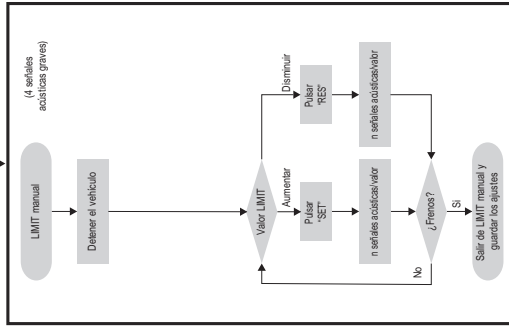 LIMIT manual
(4 señales
acústicas graves)
Detener el vehículo
Valor LIMIT
Aumentar
Disminuir
Pulsar
"SET"
Pulsar
"RES"
n señales acústicas/valor
n señales acústicas/valor
¿Frenos?
No
Sí
Salir de LIMIT manual y
guardar los ajustes